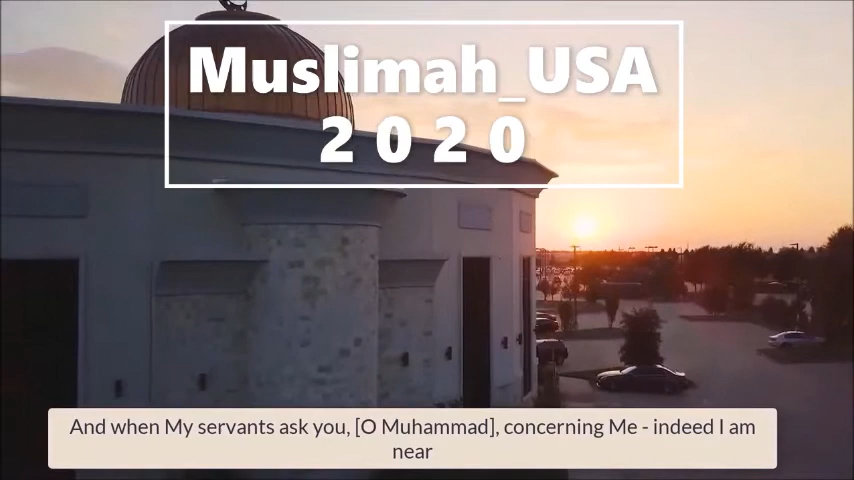 Muslimah_USA
2 0 2 0
And when My servants ask you, [O Muhammad], concerning Me - indeed I am
near